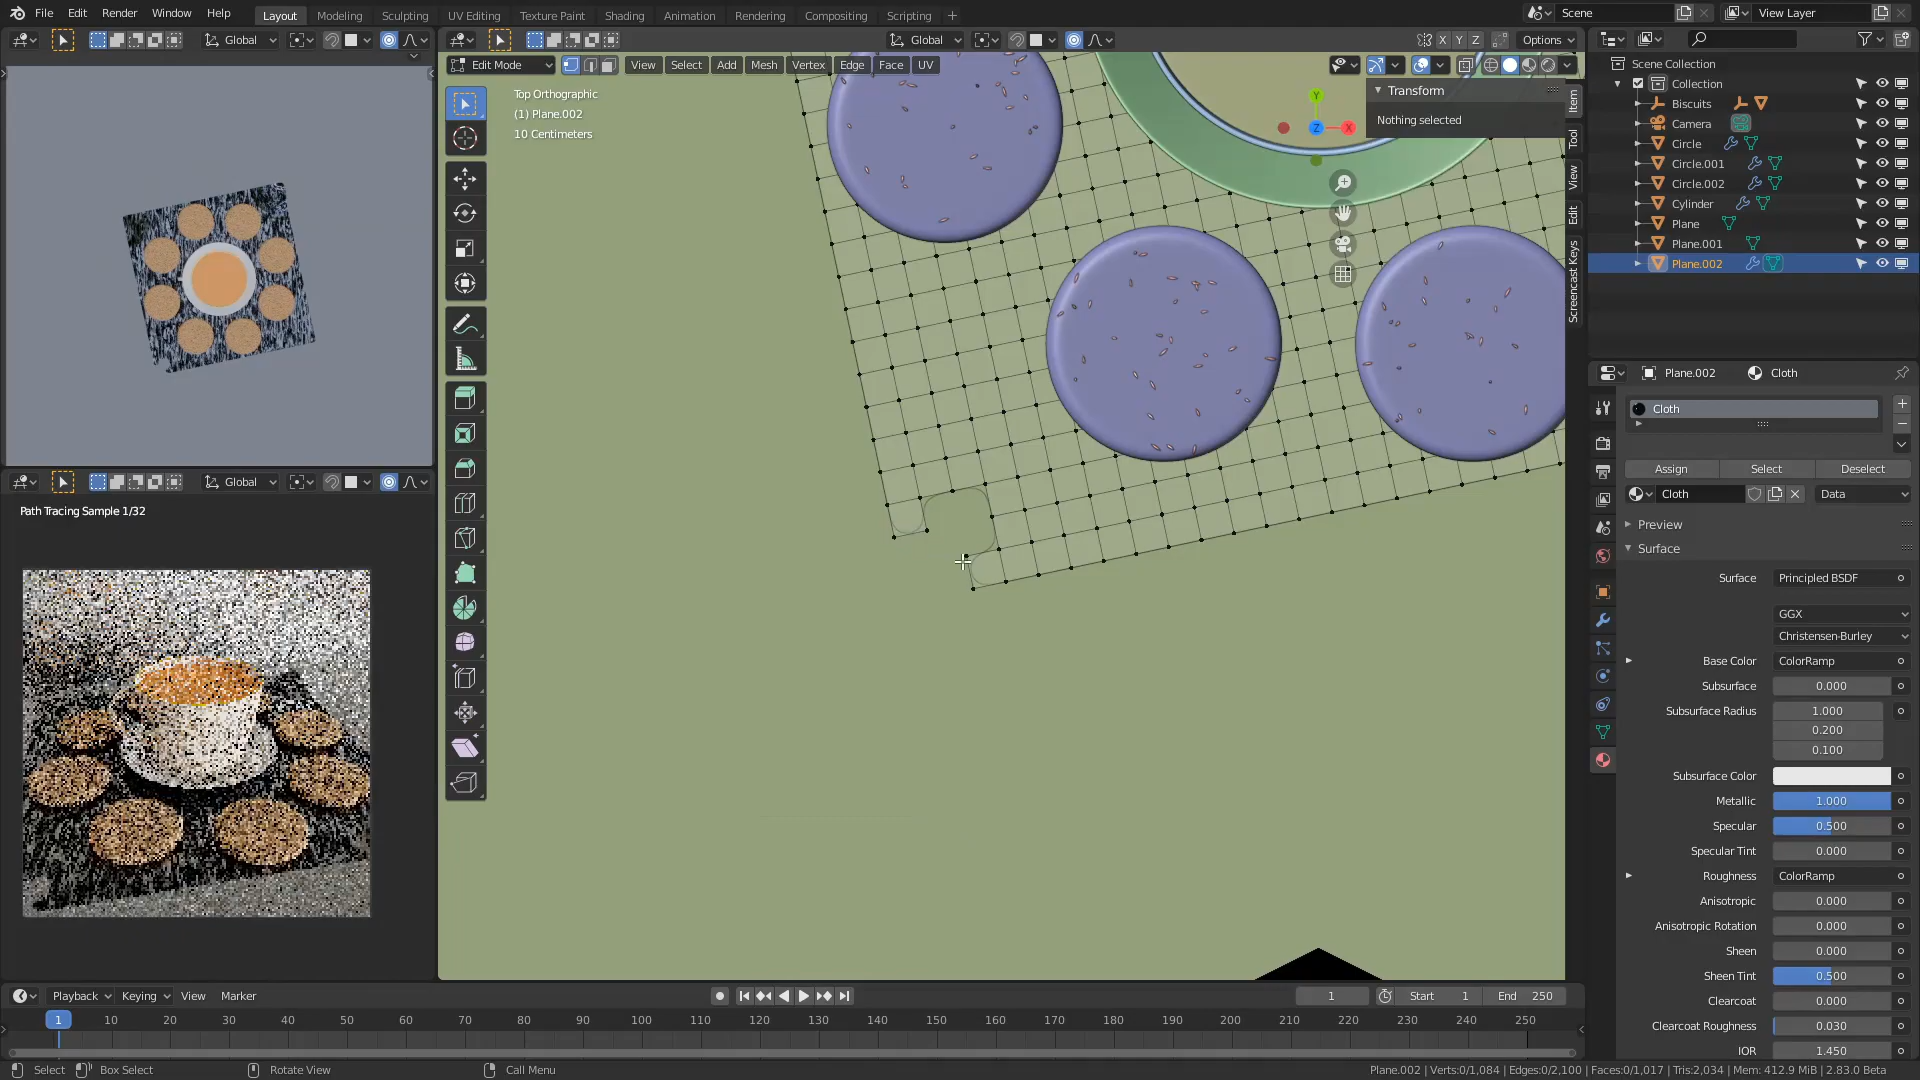 File Edit Render Window Help Layout Modeling Sculpting UV Editing Texture Paint Shading Animation Rendering Compositing Scripting + Scene View Layer
Global Global X Y Z Options
Edit Mode View Select Add Mesh Vertex Edge Face UV
Top Orthographic
(1) Plane.002
10 Centimeters
Transform
Nothing selected
Y
Z
X
Item
Tool
View
Edit
Screencast Keys
Scene Collection
Collection
Biscuits
Camera
Circle
Circle.001
Circle.002
Cylinder
Plane
Plane.001
Plane.002
Plane.002 Cloth
Cloth
Assign Select Deselect
Cloth Data
Preview
Surface
Surface Principled BSDF
GGX
Christensen-Burley
Base Color ColorRamp
Subsurface 0.000
Subsurface Radius 1.000
0.200
0.100
Subsurface Color
Metallic 1.000
Specular 0.500
Specular Tint 0.000
Roughness ColorRamp
Anisotropic 0.000
Anisotropic Rotation 0.000
Sheen 0.000
Sheen Tint 0.500
Clearcoat 0.000
Clearcoat Roughness 0.030
IOR 1.450
Global
Path Tracing Sample 1/32
Playback Keying View Marker 1 Start 1 End 250
1 10 20 30 40 50 60 70 80 90 100 110 120 130 140 150 160 170 180 190 200 210 220 230 240 250
Select Box Select Rotate View Call Menu Plane.002 | Verts:0/1,084 | Edges:0/2,100 | Faces:0/1,017 | Tris:2,034 | Mem: 412.9 MiB | 2.83.0 Beta